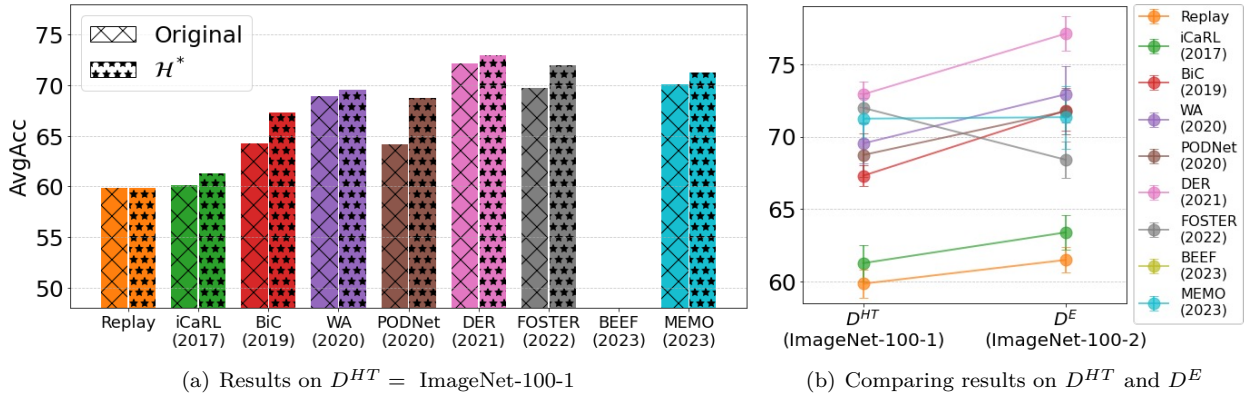 AvgAcc
75
70
65
60
55
50
Original
H*
Replay
iCaRL
(2017)
BiC
(2019)
WA
(2020)
PODNet
(2020)
DER
(2021)
FOSTER
(2022)
BEEF
(2023)
MEMO
(2023)
(a) Results on D^{HT} = ImageNet-100-1
75
70
65
60
D^{HT}
(ImageNet-100-1)
D^{E}
(ImageNet-100-2)
Replay
iCaRL
(2017)
BiC
(2019)
WA
(2020)
PODNet
(2020)
DER
(2021)
FOSTER
(2022)
BEEF
(2023)
MEMO
(2023)
(b) Comparing results on D^{HT} and D^{E}